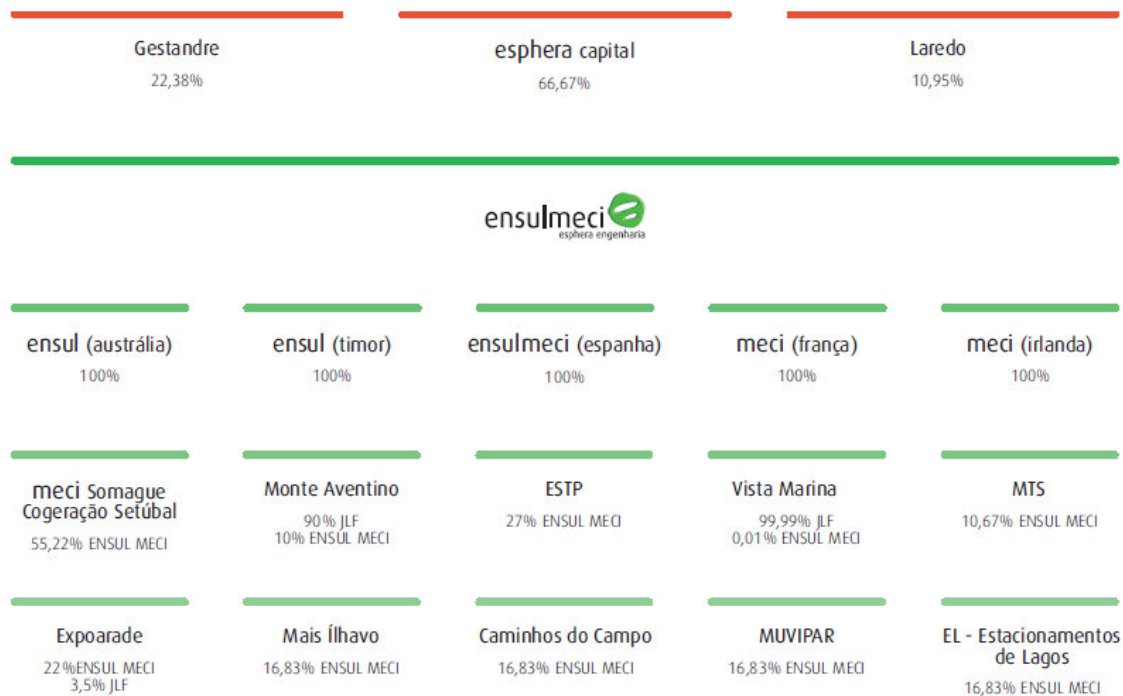 Gestandre
22,38%
esphera capital
66,67%
Laredo
10,95%
ensulmeci
esphera engenharia
ensul (austrália)
100%
ensul (timor)
100%
ensulmeci (espanha)
100%
meci (frança)
100%
meci (irlanda)
100%
meci Somague
Cogeração Setúbal
55,22% ENSUL MECI
Monte Aventino
90% JLF
10% ENSUL MECI
ESTP
27% ENSUL MECI
Vista Marina
99,99% JLF
0,01% ENSUL MECI
MTS
10,67% ENSUL MECI
Expoarade
22%ENSUL MECI
3,5% JLF
Mais Ílhavo
16,83% ENSUL MECI
Caminhos do Campo
16,83% ENSUL MECI
MUVIPAR
16,83% ENSUL MECI
EL - Estacionamentos
de Lagos
16,83% ENSUL MECI